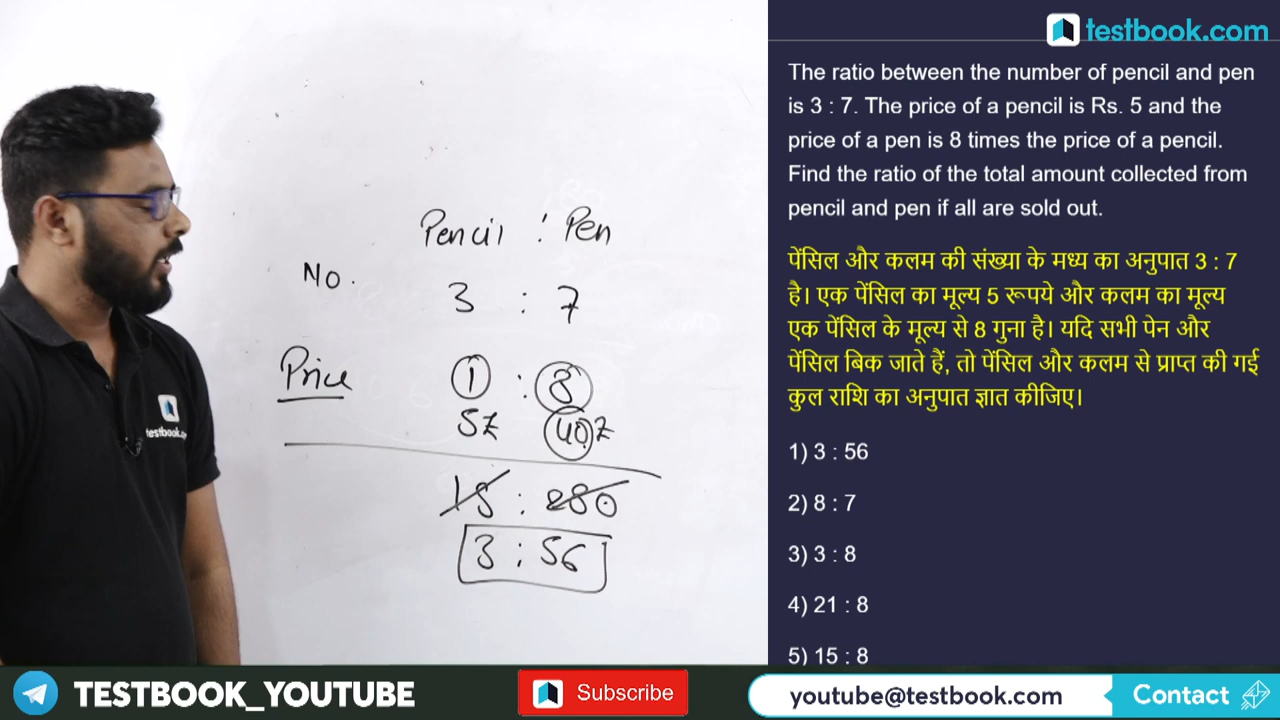 testbook.com
The ratio between the number of pencil and pen
is 3 : 7. The price of a pencil is Rs. 5 and the
price of a pen is 8 times the price of a pencil.
Find the ratio of the total amount collected from
pencil and pen if all are sold out.
पेंसिल और कलम की संख्या के मध्य का अनुपात 3 : 7
है। एक पेंसिल का मूल्य 5 रूपये और कलम का मूल्य
एक पेंसिल के मूल्य से 8 गुना है। यदि सभी पेन और
पेंसिल बिक जाते हैं, तो पेंसिल और कलम से प्राप्त की गई
कुल राशि का अनुपात ज्ञात कीजिए।
1) 3 : 56
2) 8 : 7
3) 3 : 8
4) 21 : 8
5) 15 : 8
Pencil : Pen
No. 3 : 7
Price 1 : 8
5₹ 40₹
15 : 280
3 : 56
testbook.com
TESTBOOK_YOUTUBE
Subscribe
youtube@testbook.com
Contact